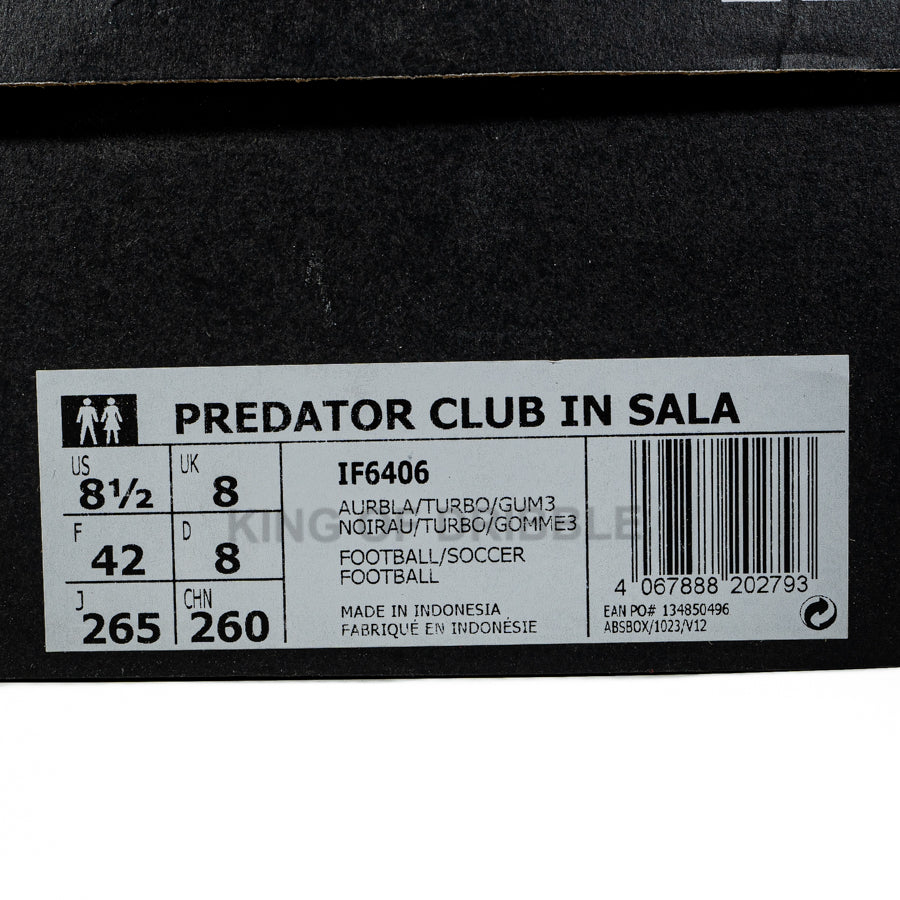 PREDATOR CLUB IN SALA
US
8½
UK
8
F
42
D
8
J
265
CHN
260
IF6406
AURBLA/TURBO/GUM3
NOIRAU/TURBO/GOMME3
FOOTBALL/SOCCER
FOOTBALL
MADE IN INDONESIA
FABRIQUÉ EN INDONÉSIE
4 067888 202793
EAN PO# 134850496
ABSBOX/1023/V12
KING OF DRIBBLE